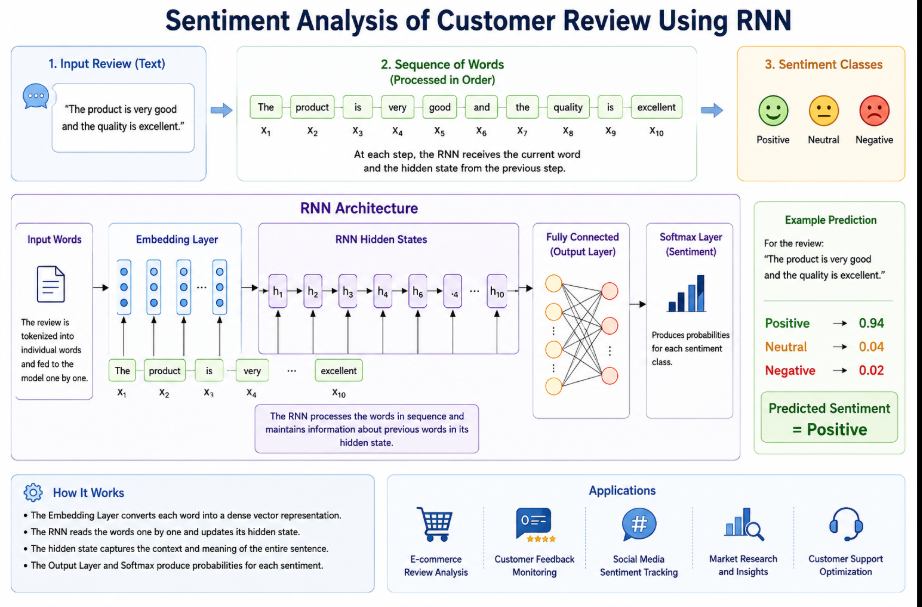 Sentiment Analysis of Customer Review Using RNN
1. Input Review (Text)
“The product is very good
and the quality is excellent.”
2. Sequence of Words
(Processed in Order)
The product is very good and the quality is excellent
X1 X2 X3 X4 X5 X6 X7 X8 X9 X10
At each step, the RNN receives the current word
and the hidden state from the previous step.
3. Sentiment Classes
Positive Neutral Negative
RNN Architecture
Input Words
The review is
tokenized into
individual words
and fed to the
model one by one.
Embedding Layer
...
The product is very ... excellent
X1 X2 X3 X4 X10
RNN Hidden States
h1 h2 h3 h4 h6 .4 ... h10
The RNN processes the words in sequence and
maintains information about previous words in its
hidden state.
Fully Connected
(Output Layer)
Softmax Layer
(Sentiment)
Produces probabilities
for each sentiment
class.
Example Prediction
For the review:
“The product is very good
and the quality is excellent.”
Positive → 0.94
Neutral → 0.04
Negative → 0.02
Predicted Sentiment
= Positive
How It Works
• The Embedding Layer converts each word into a dense vector representation.
• The RNN reads the words one by one and updates its hidden state.
• The hidden state captures the context and meaning of the entire sentence.
• The Output Layer and Softmax produce probabilities for each sentiment.
Applications
E-commerce
Review Analysis
Customer Feedback
Monitoring
#
Social Media
Sentiment Tracking
Market Research
and Insights
Customer Support
Optimization